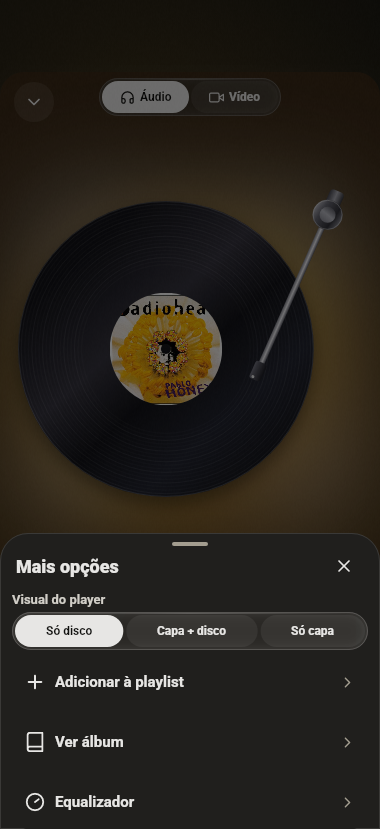 Áudio
Vídeo
adiohea
PABLO
HONEY
Mais opções
Visual do player
Só disco
Capa + disco
Só capa
Adicionar à playlist
Ver álbum
Equalizador